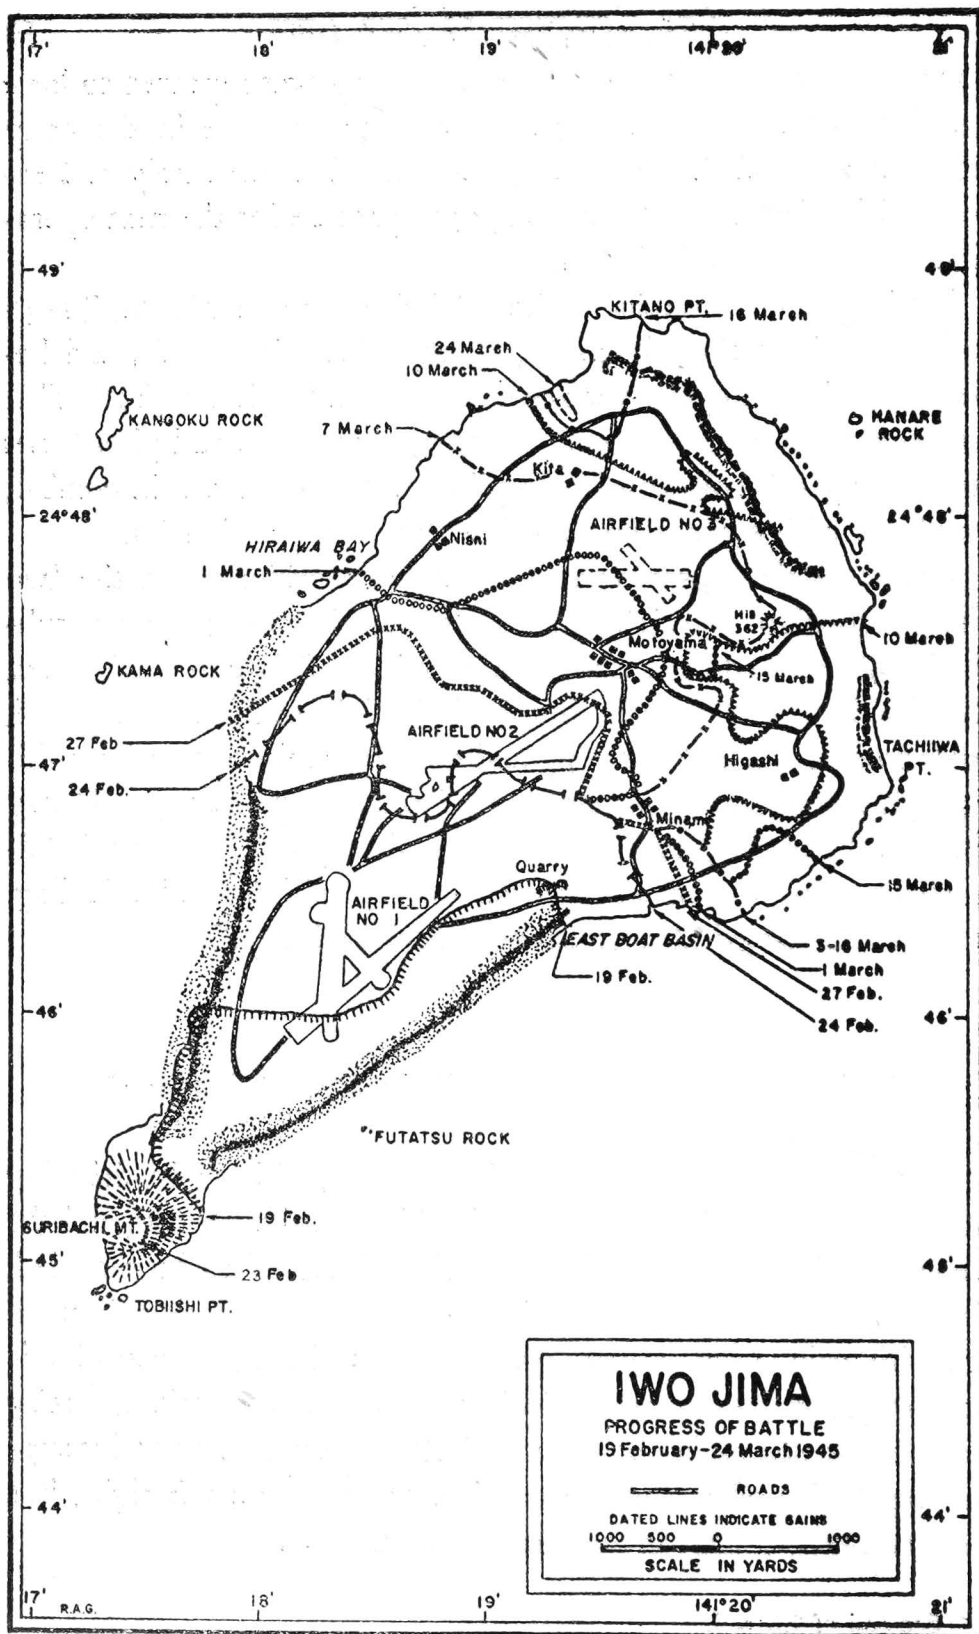 17'
18'
19'
141°20'
21'
49'
49'
KITANO PT.
16 March
24 March
10 March
KANGOKU ROCK
7 March
HANARE
ROCK
Kita
24°48'
24°48'
AIRFIELD NO 3
HIRAIWA BAY
Nishi
1 March
Hill
362
10 March
Motoyama
KAMA ROCK
15 March
27 Feb
AIRFIELD NO 2
TACHIIWA
PT.
47'
24 Feb.
Higashi
Minami
Quarry
15 March
AIRFIELD
NO 1
EAST BOAT BASIN
3-16 March
19 Feb.
1 March
27 Feb.
24 Feb.
46'
46'
FUTATSU ROCK
SURIBACHI MT.
19 Feb.
45'
45'
23 Feb
TOBIISHI PT.
IWO JIMA
PROGRESS OF BATTLE
19 February-24 March 1945
ROADS
DATED LINES INDICATE GAINS
1000 500 0 1000
SCALE IN YARDS
44'
44'
17'
R.A.G.
18'
19'
141°20'
21'